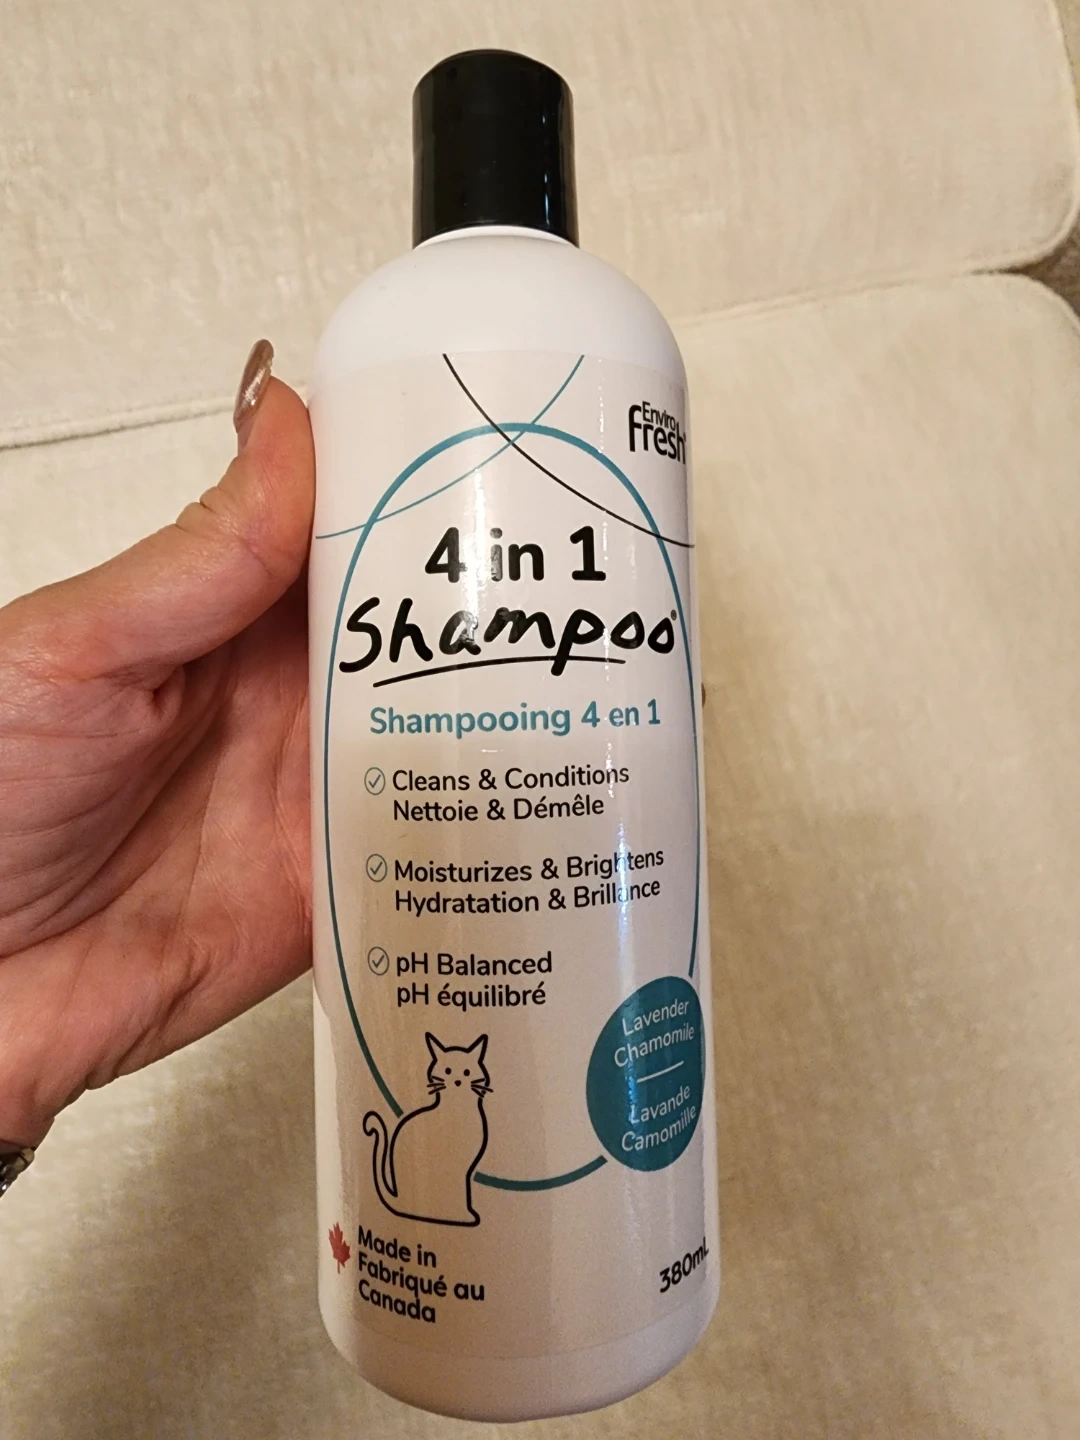 Enviro
fresh
4 in 1
Shampoo®
Shampooing 4 en 1
Cleans & Conditions
Nettoie & Démêle
Moisturizes & Brightens
Hydratation & Brillance
pH Balanced
pH équilibré
Lavender
Chamomile
Lavande
Camomille
Made in
Fabriqué au
Canada
380mL